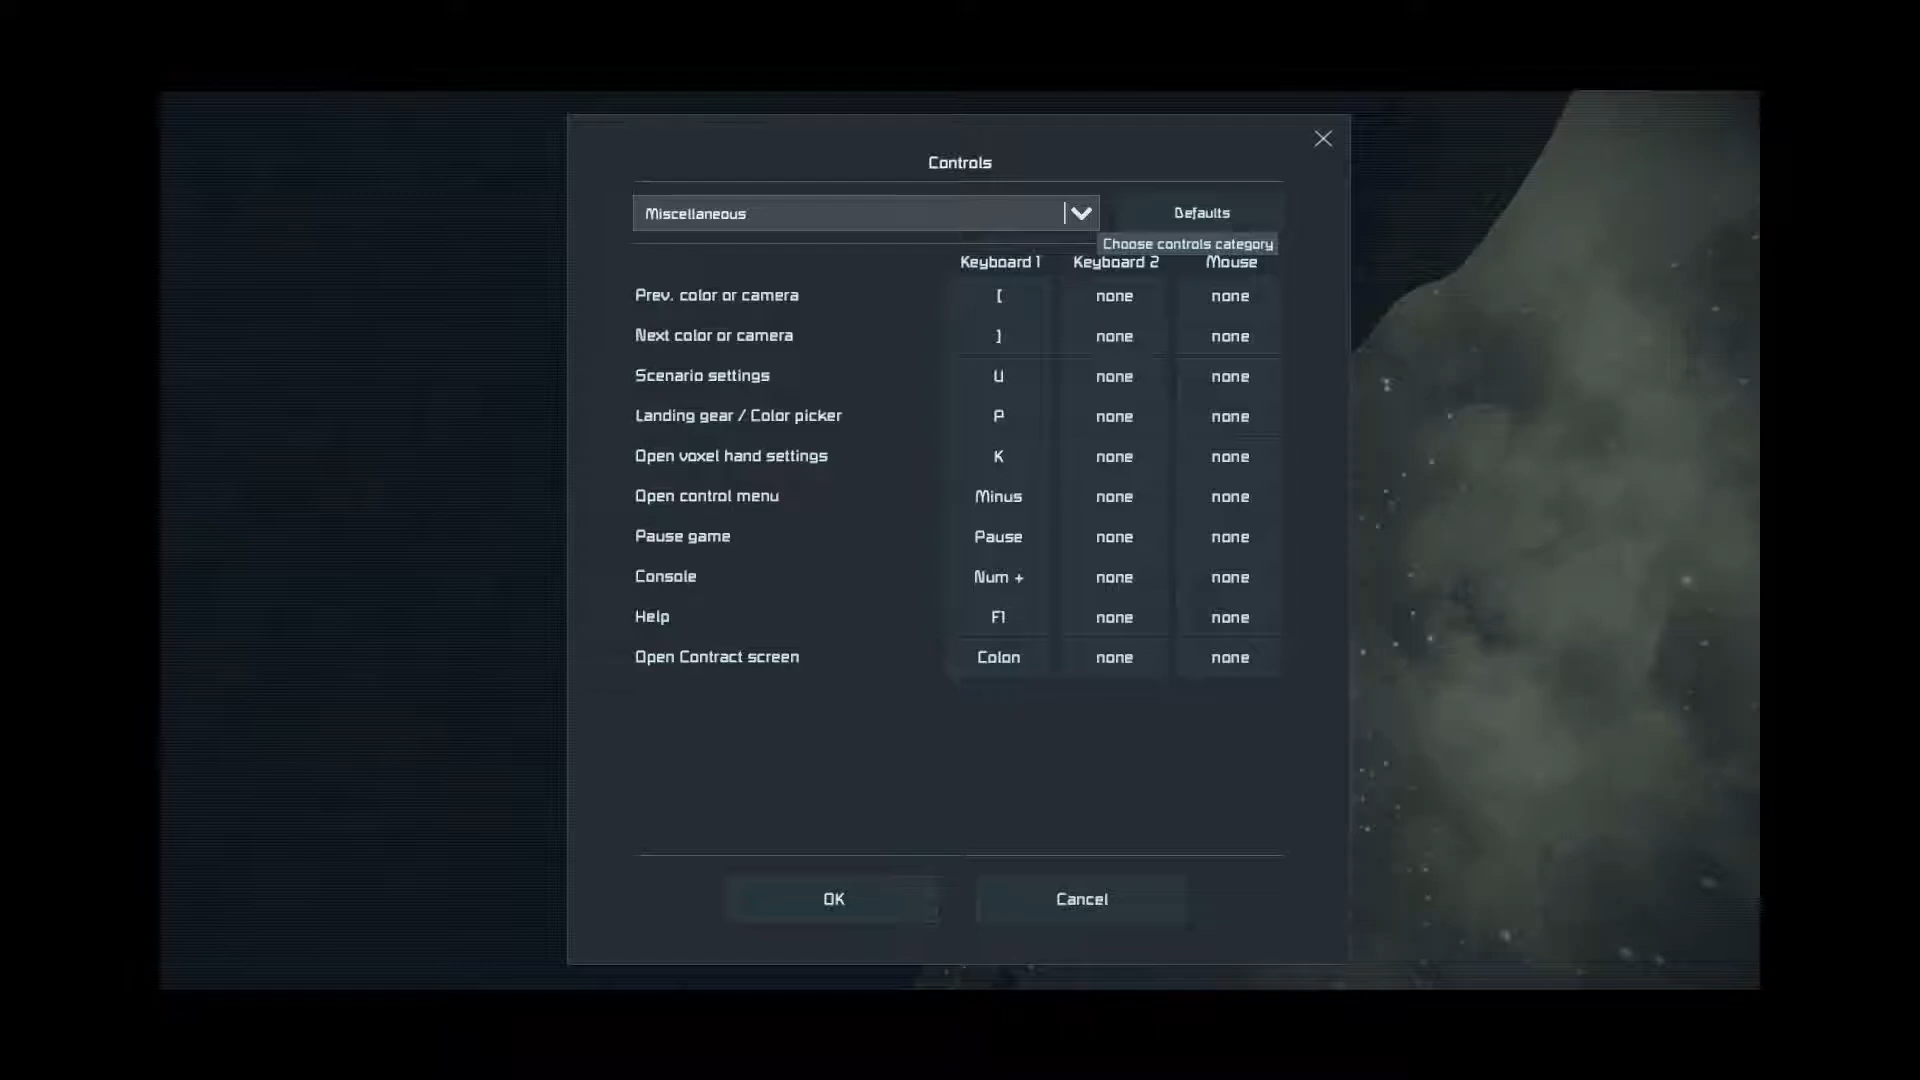 Controls
Miscellaneous
Defaults
Choose controls category
Keyboard 1 Keyboard 2 Mouse
Prev. color or camera [ none none
Next color or camera ] none none
Scenario settings U none none
Landing gear / Color picker P none none
Open voxel hand settings K none none
Open control menu Minus none none
Pause game Pause none none
Console Num + none none
Help F1 none none
Open Contract screen Colon none none
OK Cancel